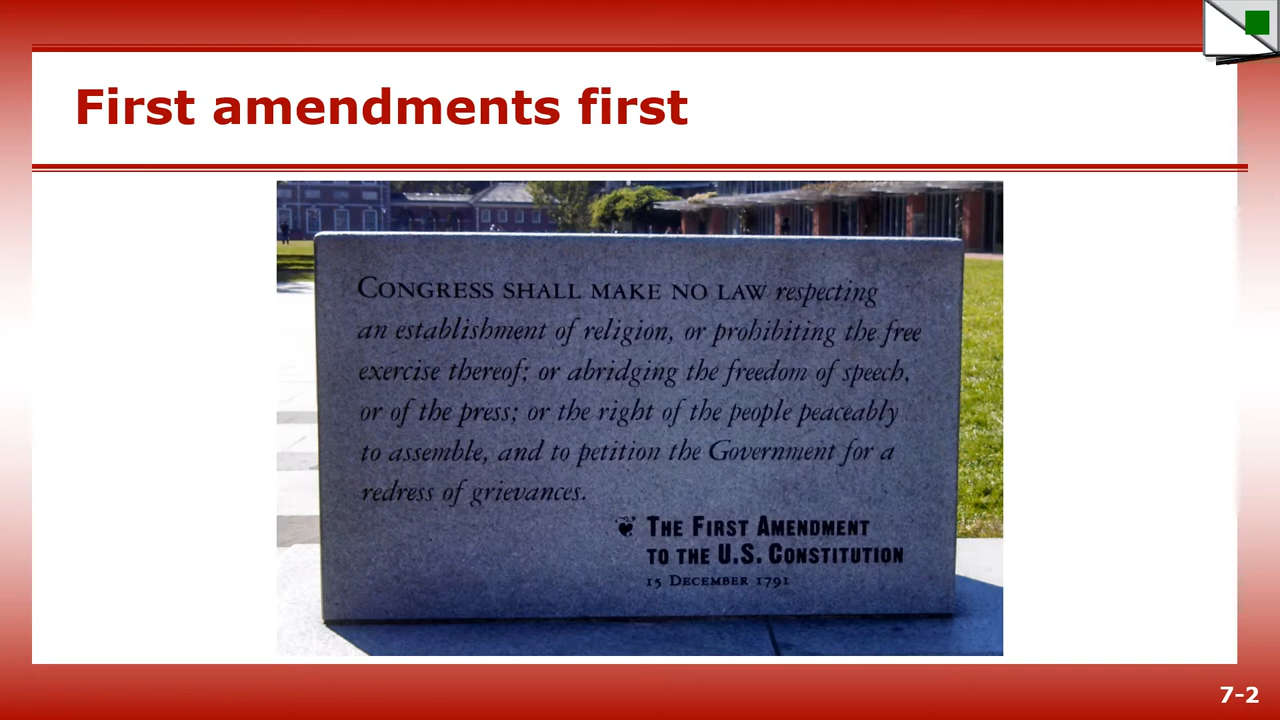 First amendments first
CONGRESS SHALL MAKE NO LAW respecting
an establishment of religion, or prohibiting the free
exercise thereof; or abridging the freedom of speech,
or of the press; or the right of the people peaceably
to assemble, and to petition the Government for a
redress of grievances.
❦ THE FIRST AMENDMENT
TO THE U.S. CONSTITUTION
15 DECEMBER 1791
7-2